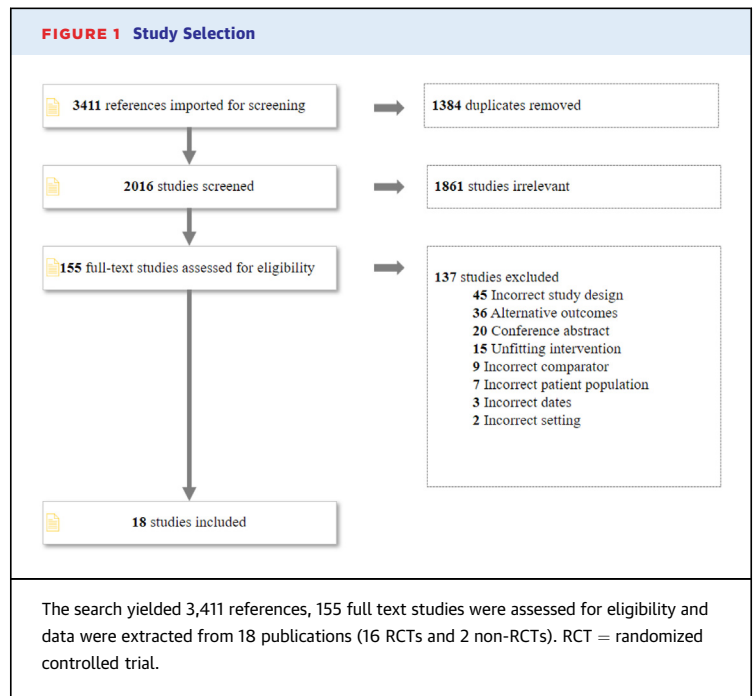 FIGURE 1 Study Selection
3411 references imported for screening
1384 duplicates removed
2016 studies screened
1861 studies irrelevant
155 full-text studies assessed for eligibility
137 studies excluded
45 Incorrect study design
36 Alternative outcomes
20 Conference abstract
15 Unfitting intervention
9 Incorrect comparator
7 Incorrect patient population
3 Incorrect dates
2 Incorrect setting
18 studies included
The search yielded 3,411 references, 155 full text studies were assessed for eligibility and
data were extracted from 18 publications (16 RCTs and 2 non-RCTs). RCT = randomized
controlled trial.